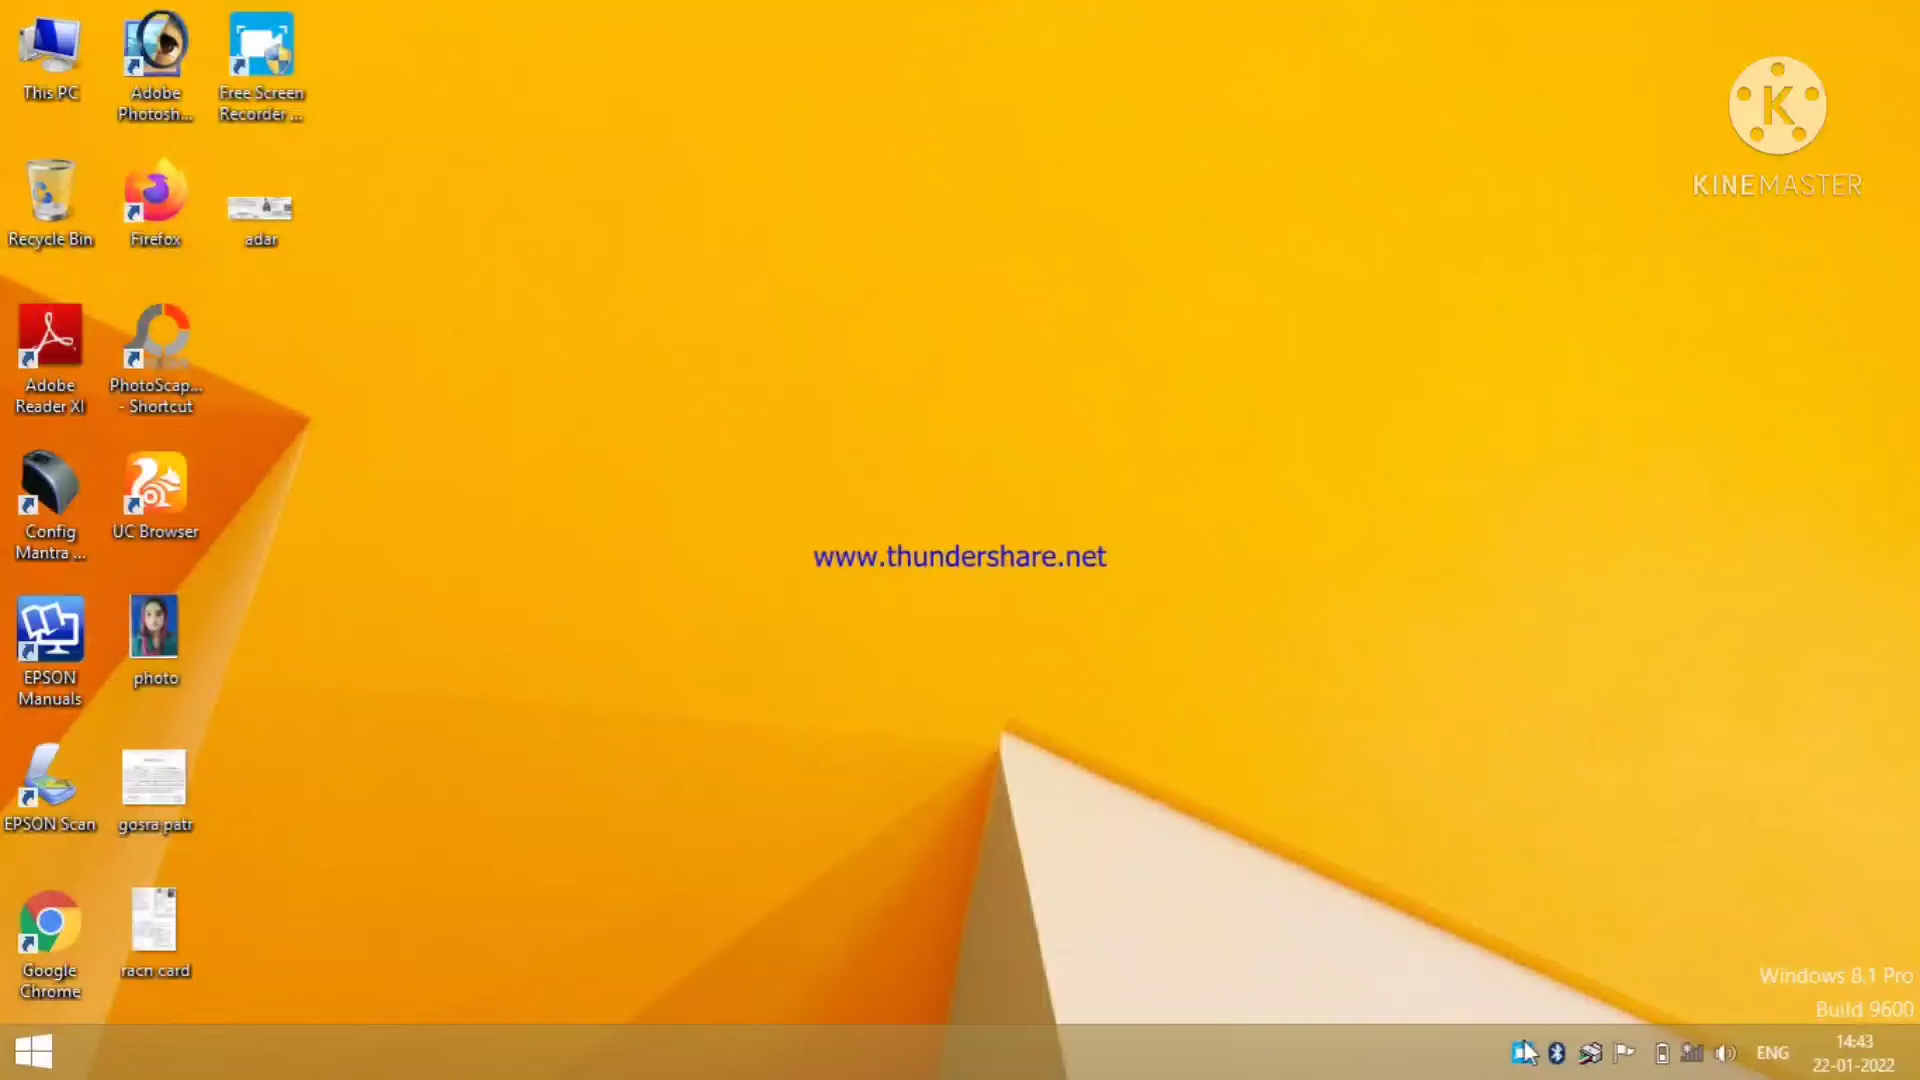 This PC
Adobe
Photosh...
Free Screen
Recorder ...
K
KINEMASTER
Recycle Bin
Firefox
adar
Adobe
Reader XI
PhotoScap...
- Shortcut
Config
Mantra ...
UC Browser
www.thundershare.net
EPSON
Manuals
photo
EPSON Scan
gosra patr
Google
Chrome
racn card
Windows 8.1 Pro
Build 9600
ENG
14:43
22-01-2022